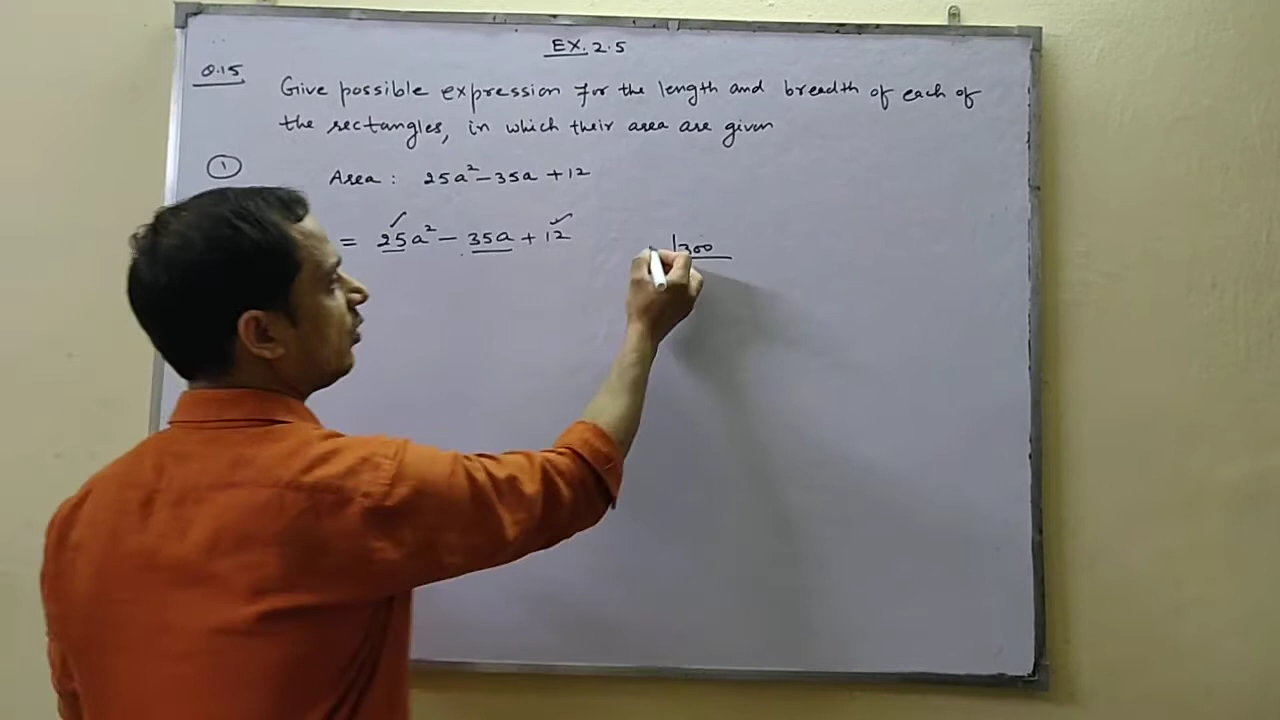 EX. 2.5
Q.15 Give possible expression for the length and breadth of each of
the rectangles, in which their area are given
① Area : 25a² - 35a + 12
= 25a² - 35a + 12
300